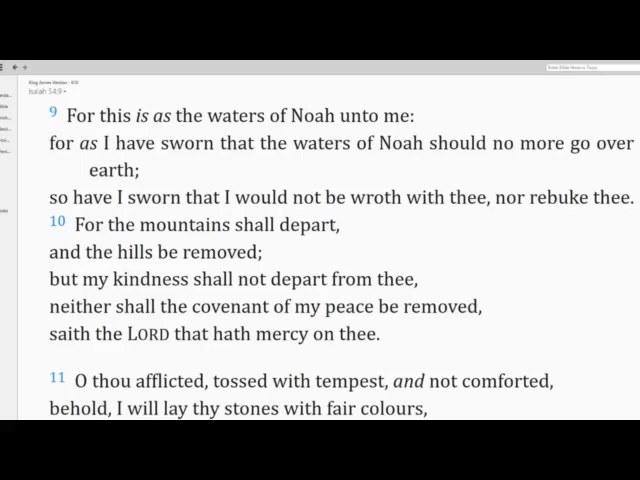 King James Version - KJV
Isaiah 54:9
9 For this is as the waters of Noah unto me:
for as I have sworn that the waters of Noah should no more go over
earth;
so have I sworn that I would not be wroth with thee, nor rebuke thee.
10 For the mountains shall depart,
and the hills be removed;
but my kindness shall not depart from thee,
neither shall the covenant of my peace be removed,
saith the LORD that hath mercy on thee.
11 O thou afflicted, tossed with tempest, and not comforted,
behold, I will lay thy stones with fair colours,